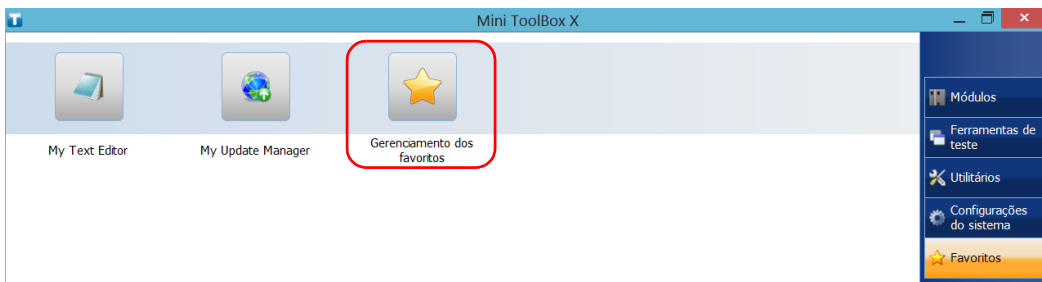 Mini ToolBox X
My Text Editor
My Update Manager
Gerenciamento dos
favoritos
Módulos
Ferramentas de
teste
Utilitários
Configurações
do sistema
Favoritos